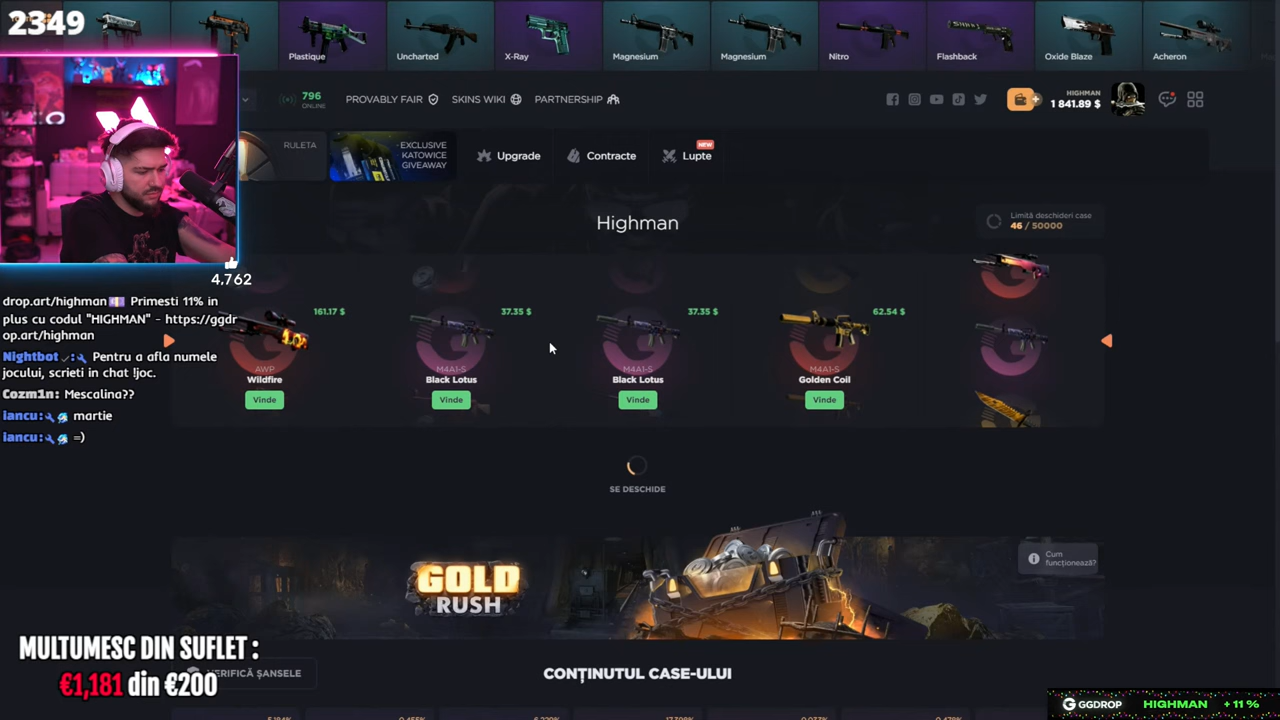 2349
Plastique
Uncharted
X-Ray
Magnesium
Magnesium
Nitro
Flashback
Oxide Blaze
Acheron
796
ONLINE
PROVABLY FAIR
SKINS WIKI
PARTNERSHIP
HIGHMAN
1 841.89 $
RULETA
EXCLUSIVE
KATOWICE
GIVEAWAY
Upgrade
Contracte
Lupte
NEW
Highman
Limită deschideri case
46 / 50000
4,762
161.17 $
37.35 $
37.35 $
62.54 $
AWP
Wildfire
Vinde
M4A1-S
Black Lotus
Vinde
M4A1-S
Black Lotus
Vinde
M4A1-S
Golden Coil
Vinde
drop.art/highman Primesti 11% in
plus cu codul "HIGHMAN" - https://ggdr
op.art/highman
Nightbot : Pentru a afla numele
jocului, scrieti in chat !joc.
Cozm1n: Mescalina??
iancu: martie
iancu: =)
SE DESCHIDE
GOLD
RUSH
Cum
funcționează?
MULTUMESC DIN SUFLET :
€1,181 din €200
VERIFICĂ ȘANSELE
CONȚINUTUL CASE-ULUI
GGDROP HIGHMAN + 11 %